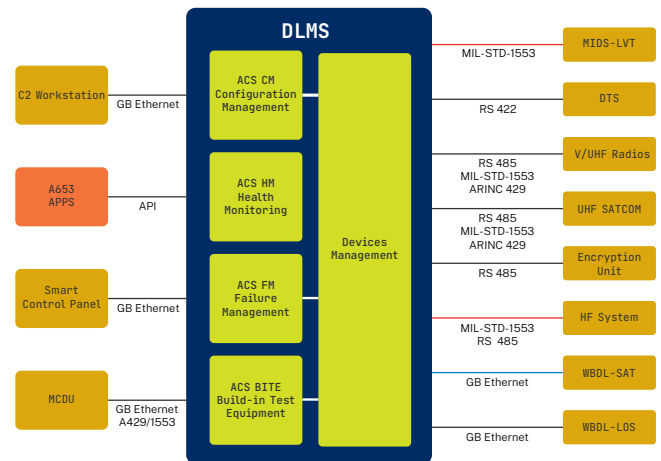 DLMS
C2 Workstation
GB Ethernet
A653
APPS
API
Smart
Control Panel
GB Ethernet
MCDU
GB Ethernet
A429/1553
ACS CM
Configuration
Management
ACS HM
Health
Monitoring
ACS FM
Failure
Management
ACS BITE
Build-in Test
Equipment
Devices
Management
MIL-STD-1553
MIDS-LVT
RS 422
DTS
RS 485
MIL-STD-1553
ARINC 429
V/UHF Radios
RS 485
MIL-STD-1553
ARINC 429
UHF SATCOM
RS 485
Encryption
Unit
MIL-STD-1553
RS 485
HF System
GB Ethernet
WBDL-SAT
GB Ethernet
WBDL-LOS